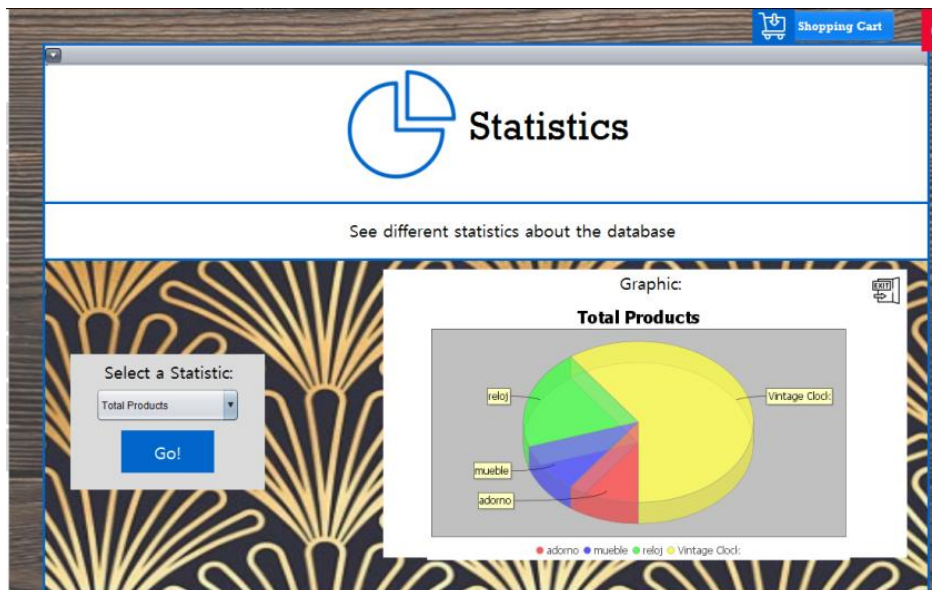 Shopping Cart
Statistics
See different statistics about the database
Select a Statistic:
Total Products
Go!
Graphic:
EXIT
Total Products
reloj
Vintage Clock:
mueble
adorno
adorno mueble reloj Vintage Clock: